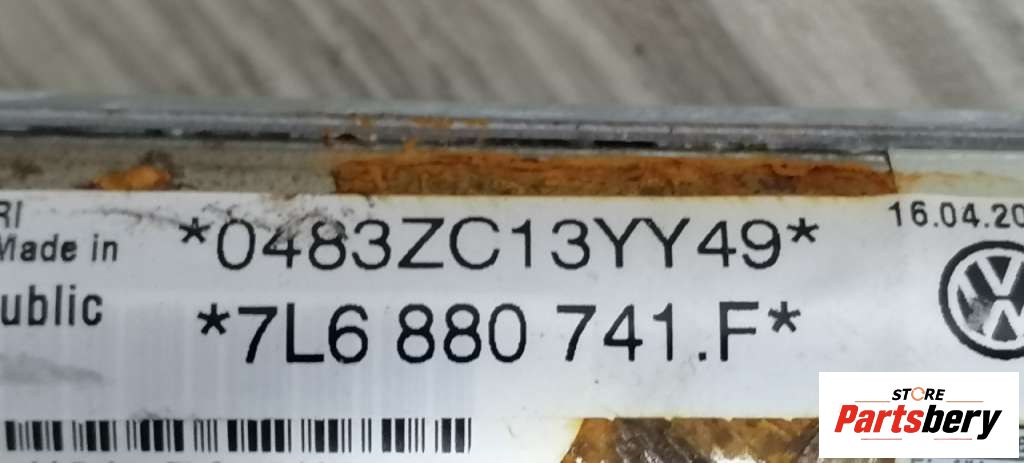 RI
Made in
ublic
*0483ZC13YY49*
*7L6 880 741.F*
16.04.20
STORE
Partsbery